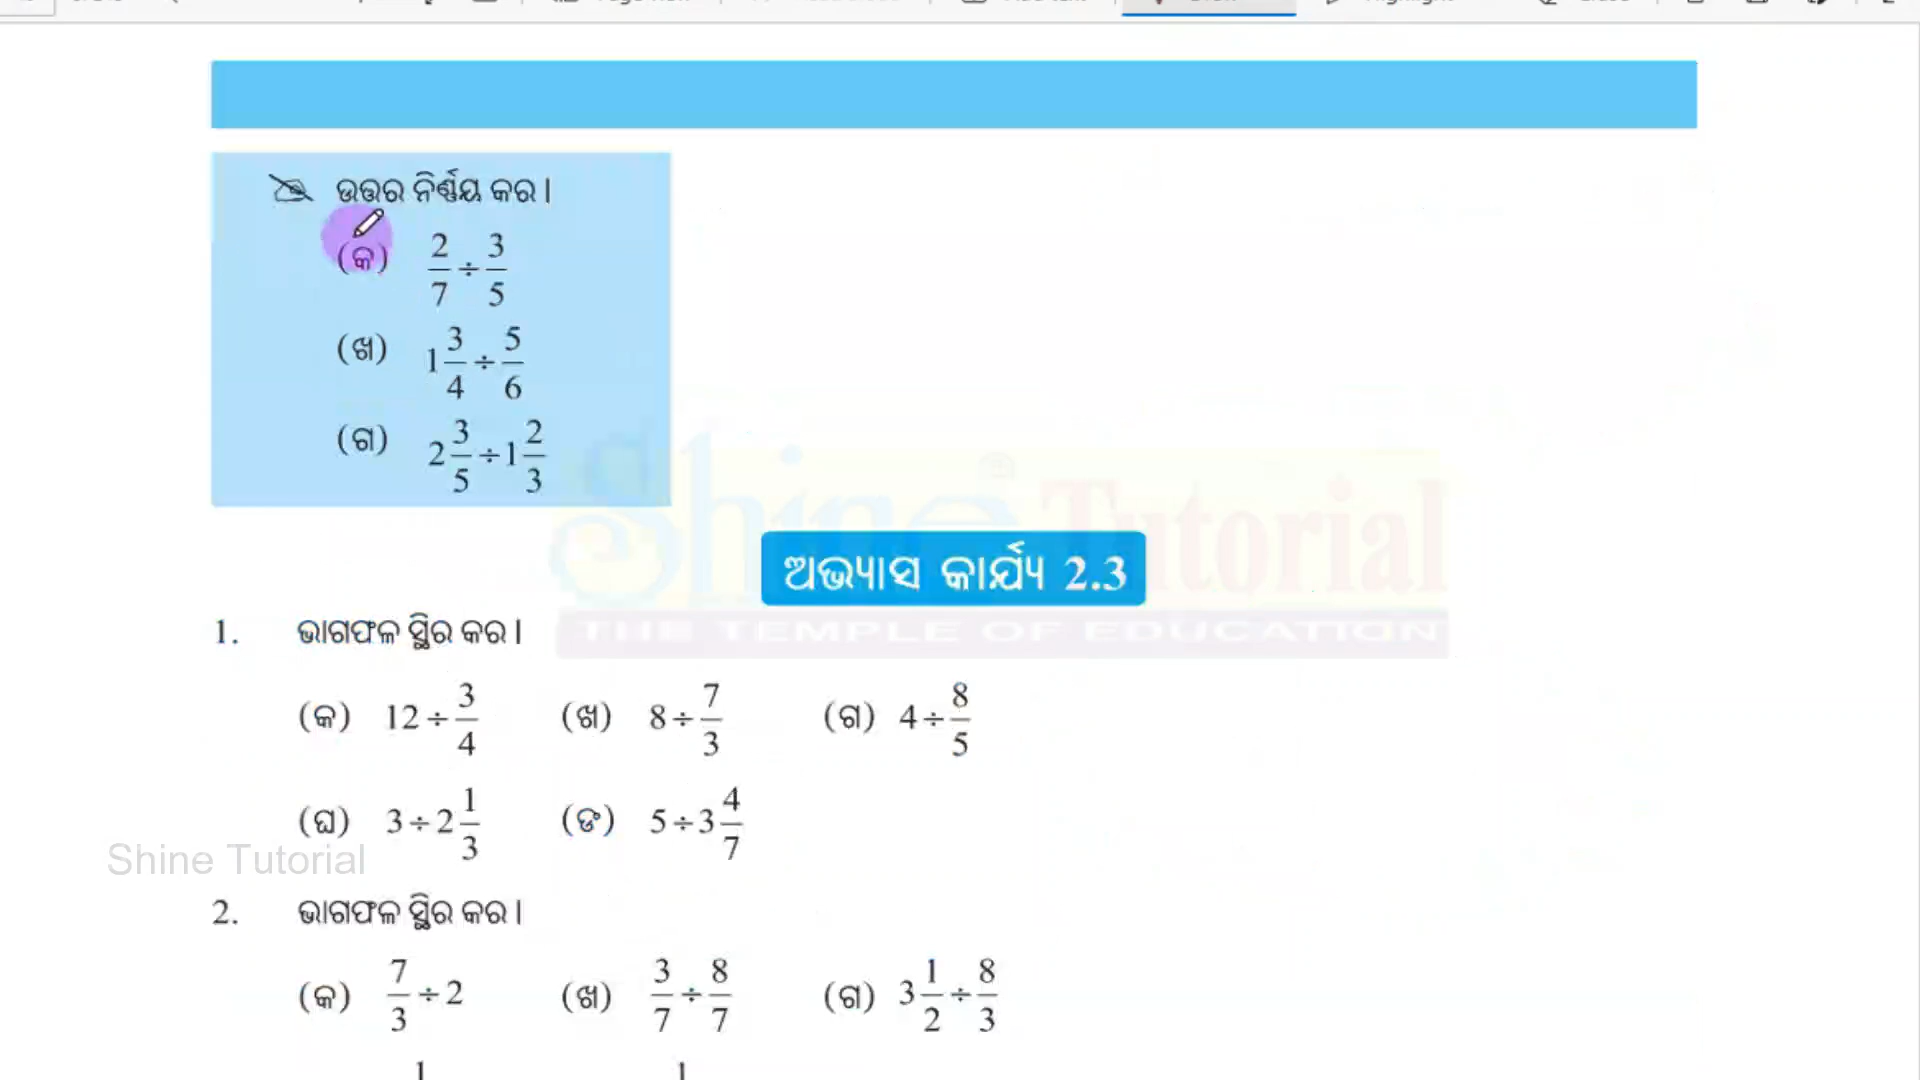 ଉତ୍ତର ନିର୍ଣ୍ଣୟ କର ।
(କ) 2/7 ÷ 3/5
(ଖ) 1 3/4 ÷ 5/6
(ଗ) 2 3/5 ÷ 1 2/3
Shine Tutorial
THE TEMPLE OF EDUCATION
ଅଭ୍ୟାସ କାର୍ଯ୍ୟ 2.3
1. ଭାଗଫଳ ସ୍ଥିର କର ।
(କ) 12 ÷ 3/4 (ଖ) 8 ÷ 7/3 (ଗ) 4 ÷ 8/5
(ଘ) 3 ÷ 2 1/3 (ଙ) 5 ÷ 3 4/7
Shine Tutorial
2. ଭାଗଫଳ ସ୍ଥିର କର ।
(କ) 7/3 ÷ 2 (ଖ) 3/7 ÷ 8/7 (ଗ) 3 1/2 ÷ 8/3
1 1